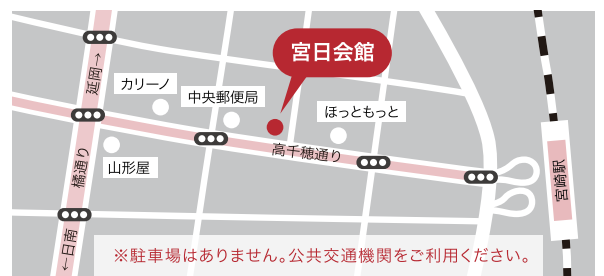 宮日会館
延岡→
カリーノ
中央郵便局
ほっともっと
高千穂通り
橘通り
山形屋
宮崎駅
←日南
※駐車場はありません。公共交通機関をご利用ください。